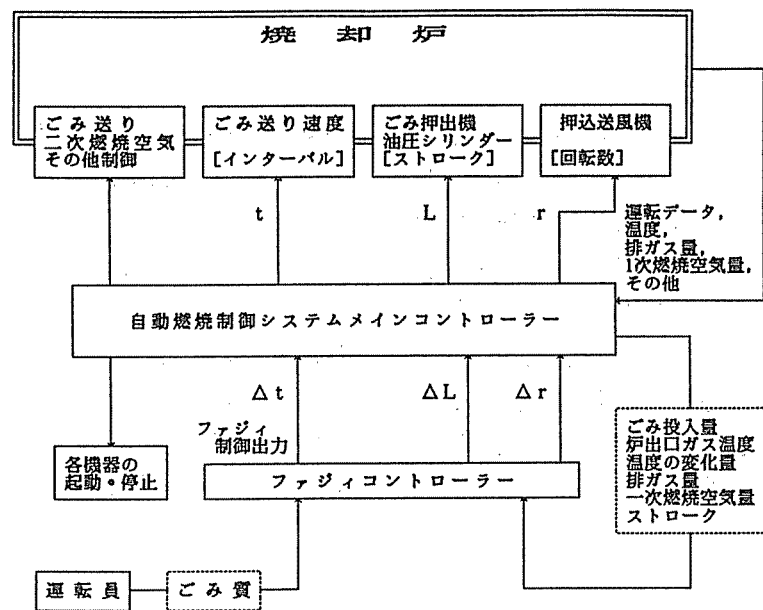 焼却炉
ごみ送り
二次燃焼空気
その他制御
ごみ送り速度
[インターバル]
ごみ押出機
油圧シリンダー
[ストローク]
押込送風機
[回転数]
t
L
r
運転データ,
温度,
排ガス量,
1次燃焼空気量,
その他
自動燃焼制御システムメインコントローラー
Δt
ΔL
Δr
ファジィ
制御出力
各機器の
起動・停止
ファジィコントローラー
ごみ投入量
炉出口ガス温度
温度の変化量
排ガス量
一次燃焼空気量
ストローク
運転員
ごみ質